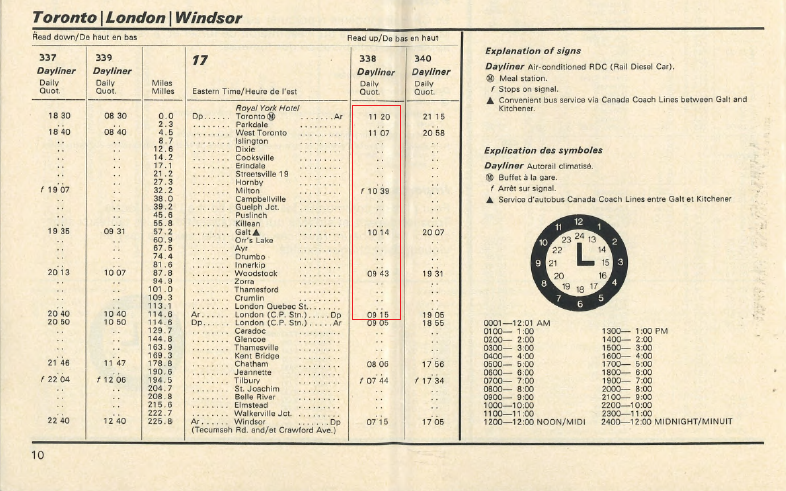 Toronto|London|Windsor
Read down/De haut en bas
Read up/De bas en haut
337 339 17 338 340
Dayliner Dayliner Dayliner Dayliner
Daily Daily Miles Daily Daily
Quot. Quot. Milles Eastern Time/Heure de l'est Quot. Quot.
Royal York Hotel
18 30 08 30 0.0 Dp...... Toronto Ⓜ .......Ar 11 20 21 15
.. .. 2.3 ........ Parkdale ......... .. ..
18 40 08 40 4.5 ........ West Toronto ......... 11 07 20 58
.. .. 8.7 ........ Islington ......... .. ..
.. .. 12.6 ........ Dixie ......... .. ..
.. .. 14.2 ........ Cooksville ......... .. ..
.. .. 17.1 ........ Erindale ......... .. ..
.. .. 21.2 ........ Streetsville 19 ......... .. ..
.. .. 27.3 ........ Hornby ......... .. ..
f 19 07 .. 32.2 ........ Milton ......... f 10 39 ..
.. .. 38.0 ........ Campbellville ......... .. ..
.. .. 39.2 ........ Guelph Jct. ......... .. ..
.. .. 45.6 ........ Puslinch ......... .. ..
.. .. 55.8 ........ Killean ......... .. ..
19 35 09 31 57.2 ........ Galt ▲ ......... 10 14 20 07
.. .. 60.9 ........ Orr's Lake ......... .. ..
.. .. 67.5 ........ Ayr ......... .. ..
.. .. 74.4 ........ Drumbo ......... .. ..
.. .. 81.6 ........ Innerkip ......... .. ..
20 13 10 07 87.8 ........ Woodstock ......... 09 43 19 31
.. .. 94.9 ........ Zorra ......... .. ..
.. .. 101.0 ........ Thamesford ......... .. ..
.. .. 109.3 ........ Crumlin ......... .. ..
.. .. 113.1 ........ London Quebec St. ......... .. ..
20 40 10 40 114.6 Ar...... London (C.P. Stn.) .....Dp 09 15 19 05
20 50 10 50 114.6 Dp...... London (C.P. Stn.) .....Ar 09 05 18 55
.. .. 129.7 ........ Caradoc ......... .. ..
.. .. 144.8 ........ Glencoe ......... .. ..
.. .. 163.9 ........ Thamesville ......... .. ..
.. .. 169.3 ........ Kent Bridge ......... .. ..
21 46 11 47 178.8 ........ Chatham ......... 08 06 17 56
.. .. 190.6 ........ Jeannette ......... .. ..
f 22 04 f 12 06 194.5 ........ Tilbury ......... f 07 44 f 17 34
.. .. 204.7 ........ St. Joachim ......... .. ..
.. .. 208.8 ........ Belle River ......... .. ..
.. .. 215.6 ........ Elmstead ......... .. ..
.. .. 222.7 ........ Walkerville Jct. ......... .. ..
22 40 12 40 225.8 Ar...... Windsor .......Dp 07 15 17 05
(Tecumseh Rd. and/et Crawford Ave.)
Explanation of signs
Dayliner Air-conditioned RDC (Rail Diesel Car).
Ⓜ Meal station.
f Stops on signal.
▲ Convenient bus service via Canada Coach Lines between Galt and
Kitchener.
Explication des symboles
Dayliner Autorail climatisé.
Ⓜ Buffet à la gare.
f Arrêt sur signal.
▲ Service d'autobus Canada Coach Lines entre Galt et Kitchener
12 1 2 3 4 5 6 7 8 9 10 11
24 13 14 15 16 17 18 19 20 21 22 23
0001—12:01 AM
0100— 1:00 1300— 1:00 PM
0200— 2:00 1400— 2:00
0300— 3:00 1500— 3:00
0400— 4:00 1600— 4:00
0500— 5:00 1700— 5:00
0600— 6:00 1800— 6:00
0700— 7:00 1900— 7:00
0800— 8:00 2000— 8:00
0900— 9:00 2100— 9:00
1000—10:00 2200—10:00
1100—11:00 2300—11:00
1200—12:00 NOON/MIDI 2400—12:00 MIDNIGHT/MINUIT
10